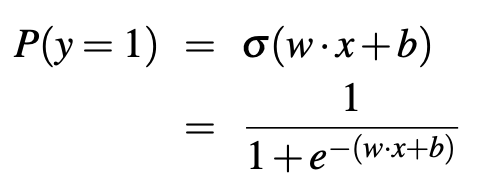 P(y = 1) = σ(w·x+b)
= 1 / (1+e^−(w·x+b))